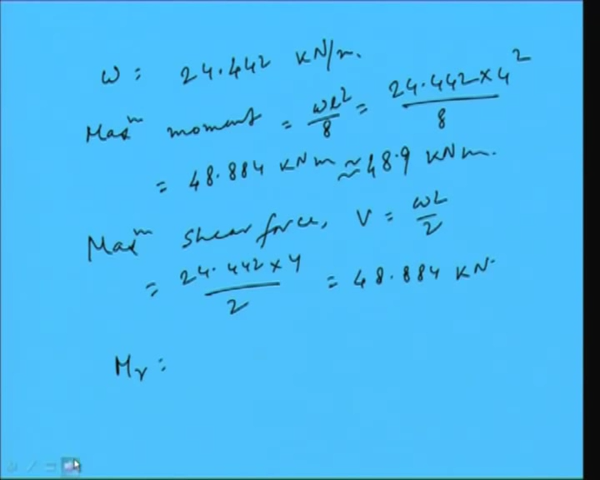 w = 24.442 kN/m.
Max^m moment = wl²/8 = 24.442×4²/8
= 48.884 kNm ≈ 48.9 kNm.
Max^m shear force, V = wL/2
= 24.442×4/2 = 48.884 kN.
M_r =